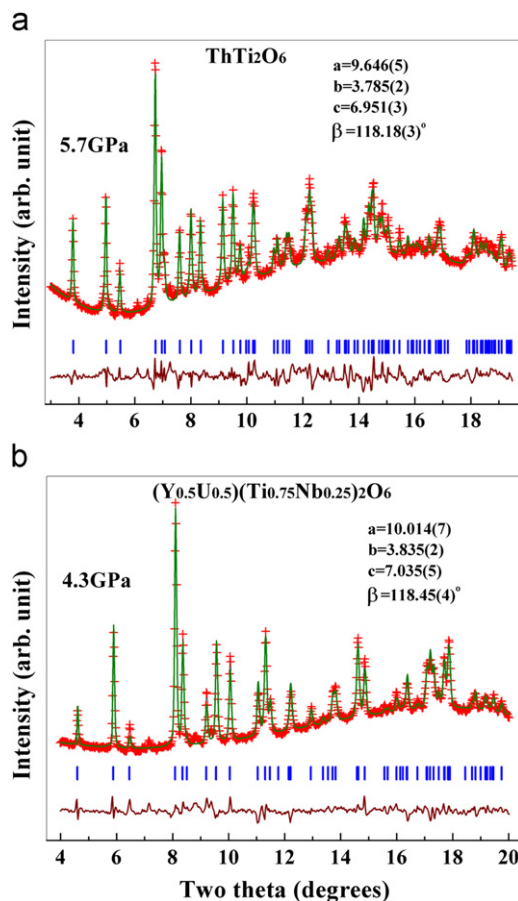 a
ThTi2O6
a=9.646(5)
b=3.785(2)
c=6.951(3)
β=118.18(3)°
5.7GPa
Intensity (arb. unit)
4 6 8 10 12 14 16 18
b
(Y0.5U0.5)(Ti0.75Nb0.25)2O6
a=10.014(7)
b=3.835(2)
c=7.035(5)
β=118.45(4)°
4.3GPa
Intensity (arb. unit)
4 6 8 10 12 14 16 18 20
Two theta (degrees)